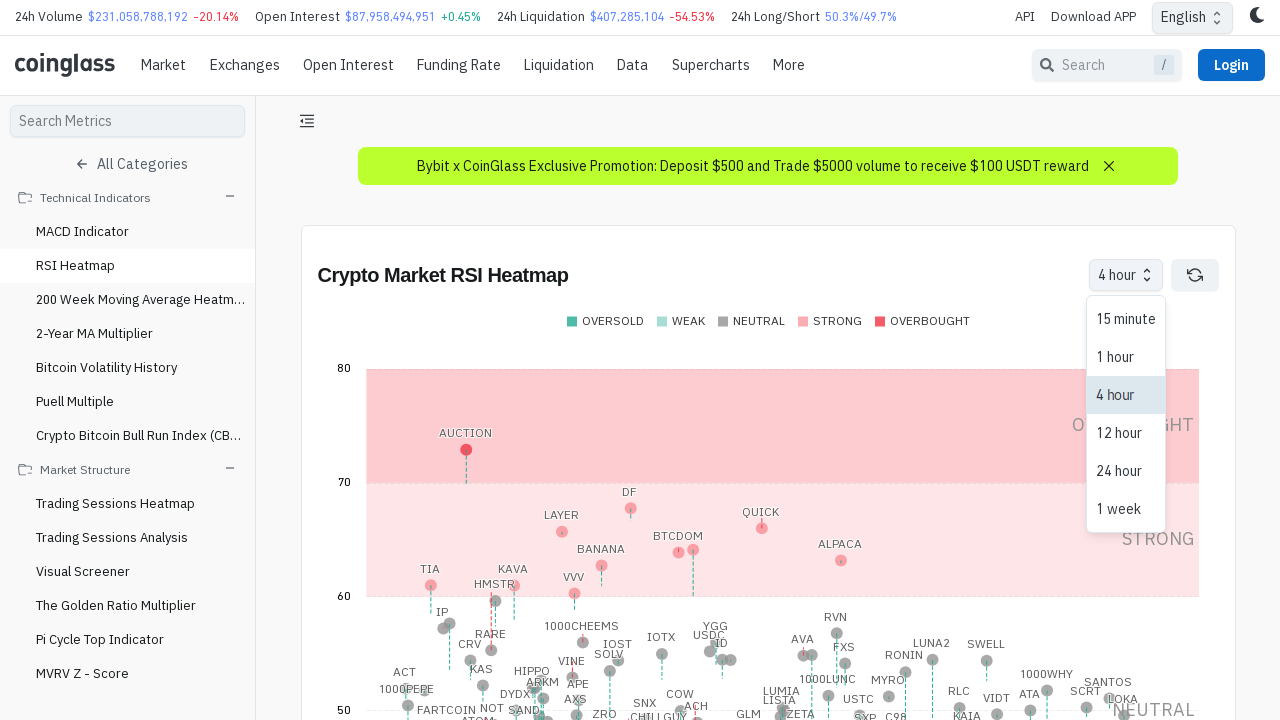 24h Volume $231,058,788,192 -20.14% Open Interest $87,958,494,951 +0.45% 24h Liquidation $407,285,104 -54.53% 24h Long/Short 50.3%/49.7% API Download APP English
coinglass Market Exchanges Open Interest Funding Rate Liquidation Data Supercharts More Search / Login
Search Metrics
All Categories
Technical Indicators
MACD Indicator
RSI Heatmap
200 Week Moving Average Heatm...
2-Year MA Multiplier
Bitcoin Volatility History
Puell Multiple
Crypto Bitcoin Bull Run Index (CB...
Market Structure
Trading Sessions Heatmap
Trading Sessions Analysis
Visual Screener
The Golden Ratio Multiplier
Pi Cycle Top Indicator
MVRV Z - Score
Bybit x CoinGlass Exclusive Promotion: Deposit $500 and Trade $5000 volume to receive $100 USDT reward
Crypto Market RSI Heatmap
4 hour
OVERSOLD WEAK NEUTRAL STRONG OVERBOUGHT
15 minute
1 hour
4 hour
12 hour
24 hour
1 week
80
AUCTION
70
DF
LAYER
QUICK
BTCDOM
BANANA
ALPACA
STRONG
TIA
KAVA
VVV
HMSTR
60
IP
RVN
1000CHEEMS
YGG
RARE
USDC
IOTX
AVA
CRV
IOST
ID
FXS
LUNA2
SWELL
SOLV
RONIN
VINE
KAS
HIPPO
ACT
1000WHY
1000LUNC
MYRO
ARKM
APE
SANTOS
1000PEPE
DYDX
COW
LUMIA
RLC
SCRT
AXS
LISTA
USTC
VIDT
ATA
SNX
ACH
FARTCOIN
NOT
SAND
50
ZRO
GLM
ZETA
NEUTRAL